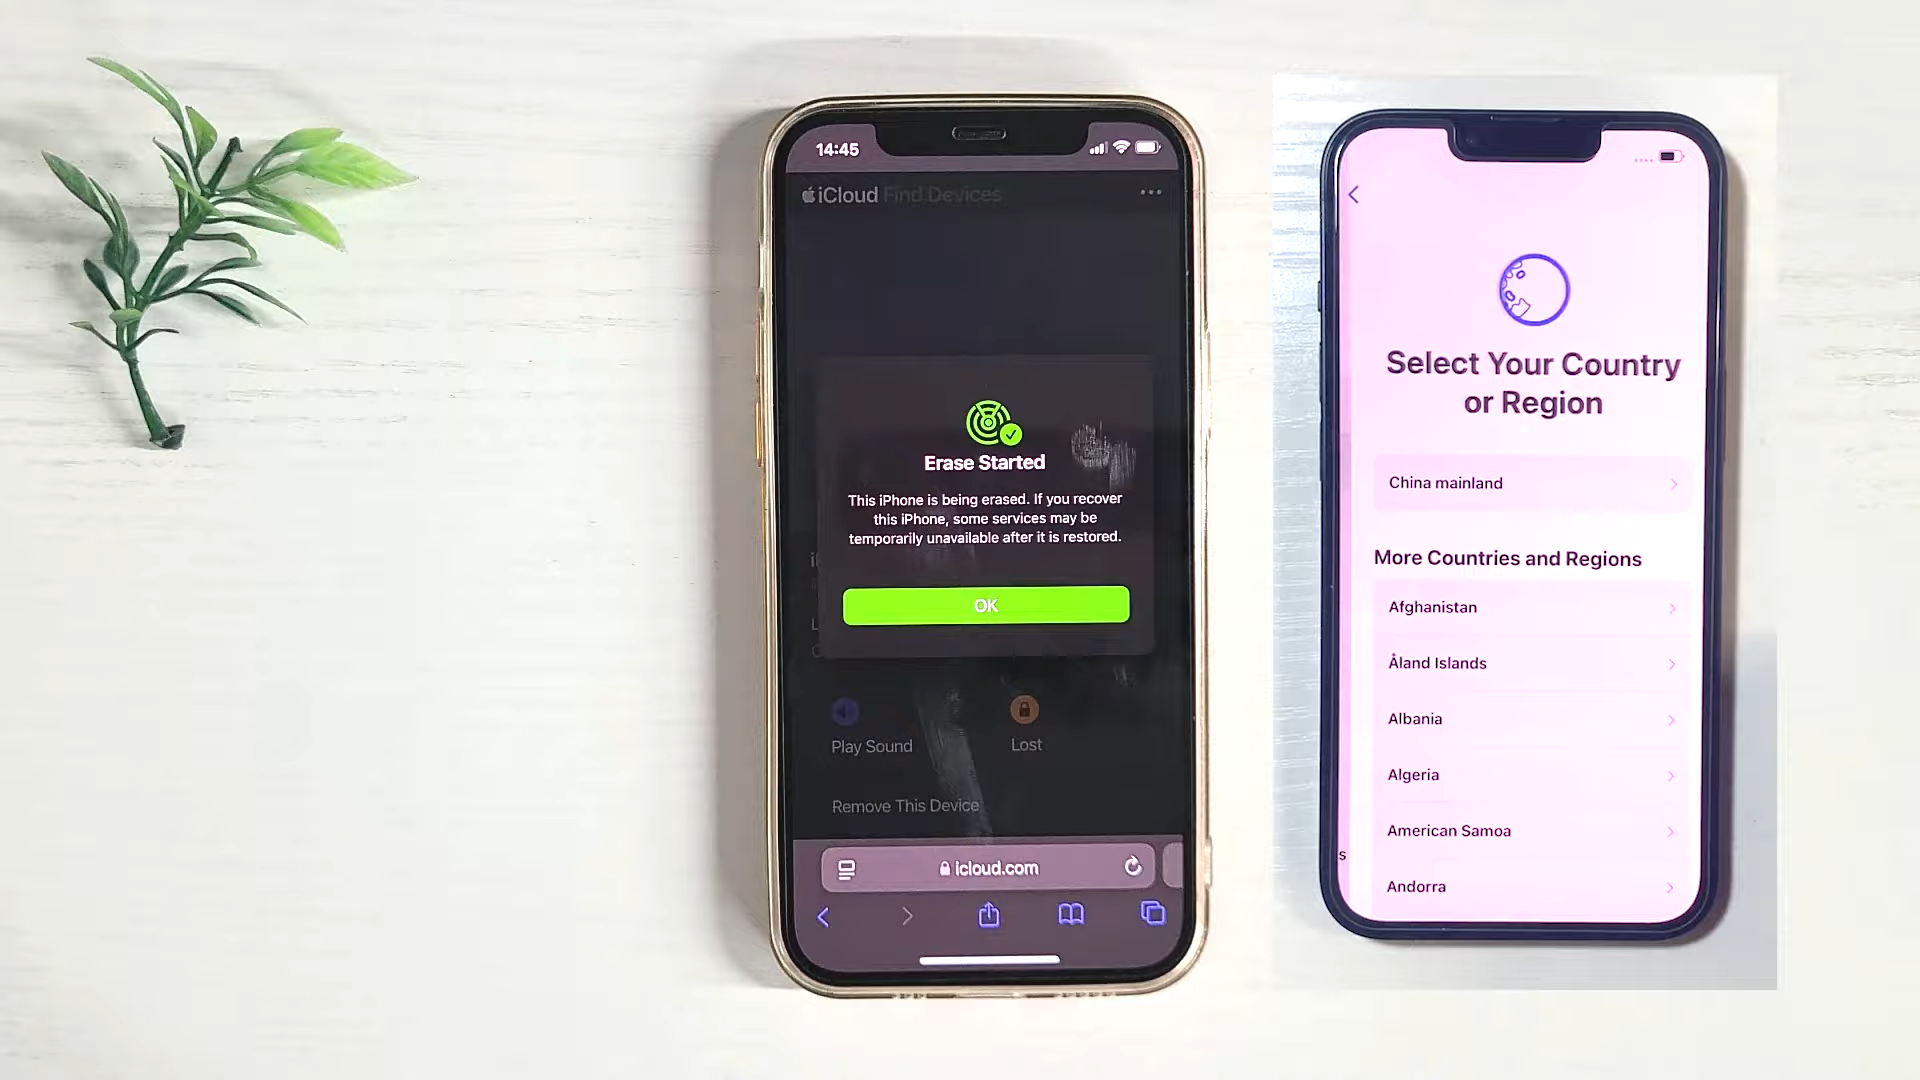 14:45
iCloud Find Devices
Erase Started
This iPhone is being erased. If you recover
this iPhone, some services may be
temporarily unavailable after it is restored.
OK
Play Sound
Lost
Remove This Device
icloud.com
Select Your Country
or Region
China mainland
More Countries and Regions
Afghanistan
Åland Islands
Albania
Algeria
American Samoa
Andorra
s